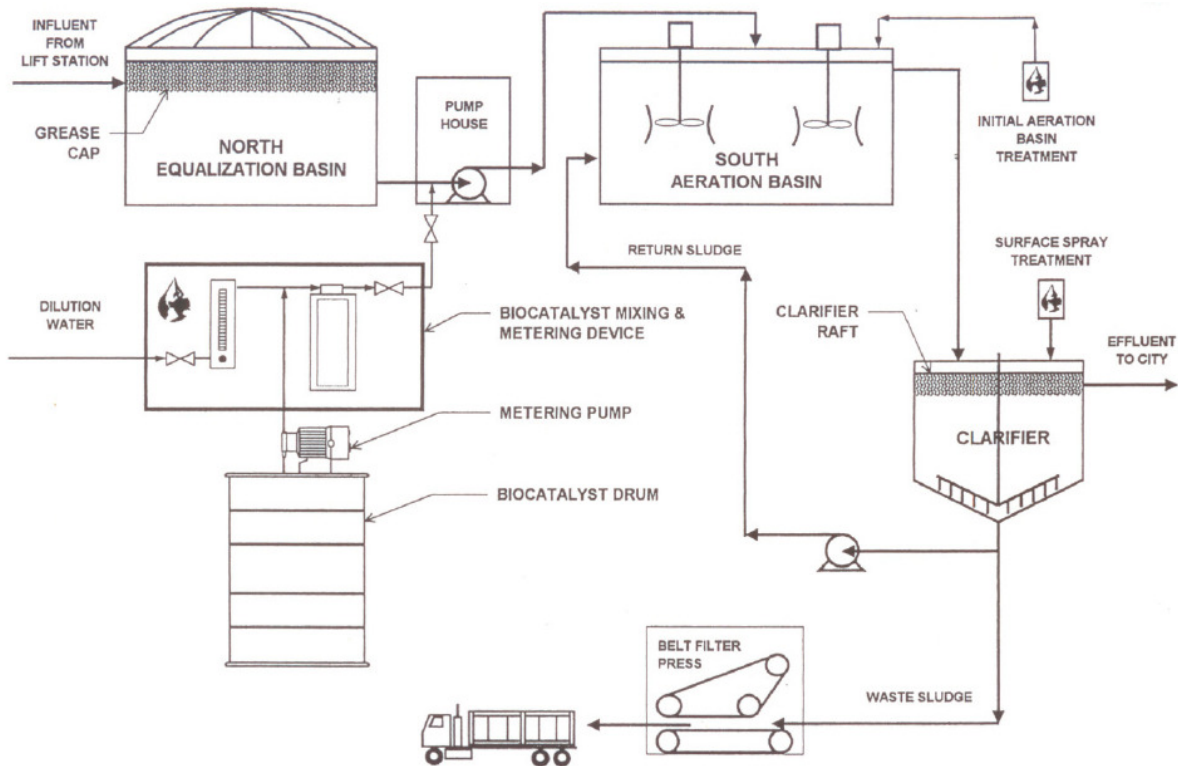 INFLUENT
FROM
LIFT STATION
GREASE
CAP
NORTH
EQUALIZATION BASIN
PUMP
HOUSE
SOUTH
AERATION BASIN
INITIAL AERATION
BASIN
TREATMENT
RETURN SLUDGE
SURFACE SPRAY
TREATMENT
DILUTION
WATER
BIOCATALYST MIXING &
METERING DEVICE
CLARIFIER
RAFT
EFFLUENT
TO CITY
METERING PUMP
CLARIFIER
BIOCATALYST DRUM
BELT FILTER
PRESS
WASTE SLUDGE